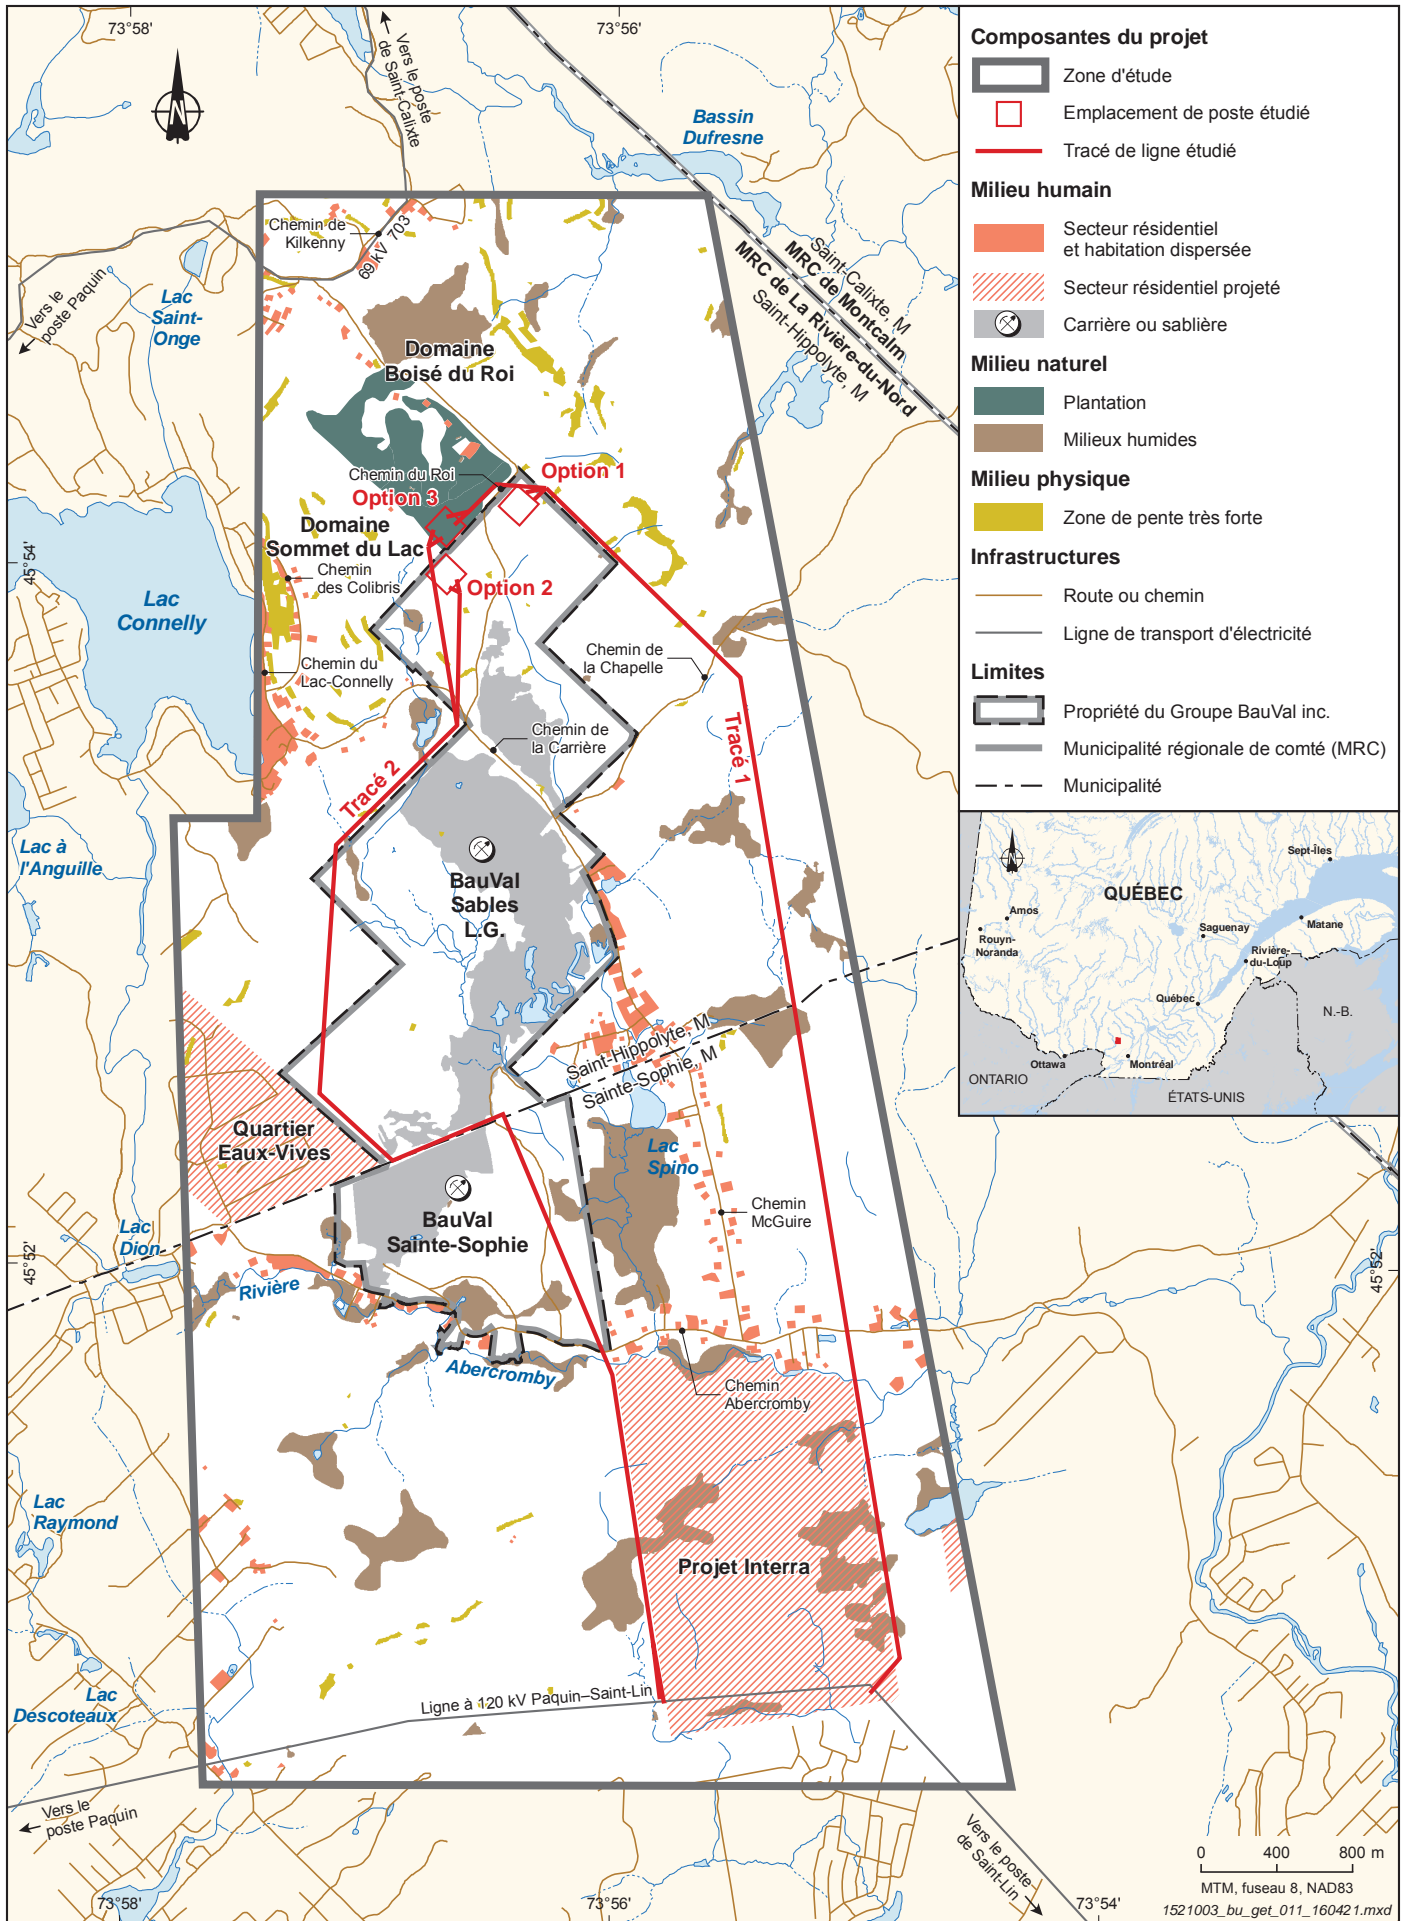 73°58'
73°56'
Vers le poste
de Saint-Calixte
N
Bassin
Dufresne
Chemin de
Kilkenny
69 kV 703
Vers le
poste Paquin
Lac
Saint-
Onge
Saint-Calixte, M
MRC de Montcalm
MRC de La Rivière-du-Nord
Saint-Hippolyte, M
Domaine
Boisé du Roi
Chemin du Roi
Option 1
Option 3
Domaine
Sommet du Lac
45°54'
Chemin
des Colibris
Option 2
Lac
Connelly
Chemin du
Lac-Connelly
Chemin de
la Chapelle
Chemin de
la Carrière
Tracé 1
Tracé 2
Lac à
l'Anguille
BauVal
Sables
L.G.
Saint-Hippolyte, M
Sainte-Sophie, M
Quartier
Eaux-Vives
Lac
Spino
Chemin
McGuire
BauVal
Sainte-Sophie
Lac
Dion
45°52'
45°52'
Rivière
Abercromby
Chemin
Abercromby
Lac
Raymond
Projet Interra
Lac
Descoteaux
Ligne à 120 kV Paquin–Saint-Lin
Vers le
poste Paquin
Vers le poste
de Saint-Lin
73°58'
73°56'
73°54'
Composantes du projet
Zone d'étude
Emplacement de poste étudié
Tracé de ligne étudié
Milieu humain
Secteur résidentiel
et habitation dispersée
Secteur résidentiel projeté
Carrière ou sablière
Milieu naturel
Plantation
Milieux humides
Milieu physique
Zone de pente très forte
Infrastructures
Route ou chemin
Ligne de transport d'électricité
Limites
Propriété du Groupe BauVal inc.
Municipalité régionale de comté (MRC)
Municipalité
N
Sept-Îles
QUÉBEC
Amos
Rouyn-
Noranda
Saguenay
Matane
Rivière-
du-Loup
Québec
N.-B.
Ottawa
Montréal
ONTARIO
ÉTATS-UNIS
0 400 800 m
MTM, fuseau 8, NAD83
1521003_bu_get_011_160421.mxd